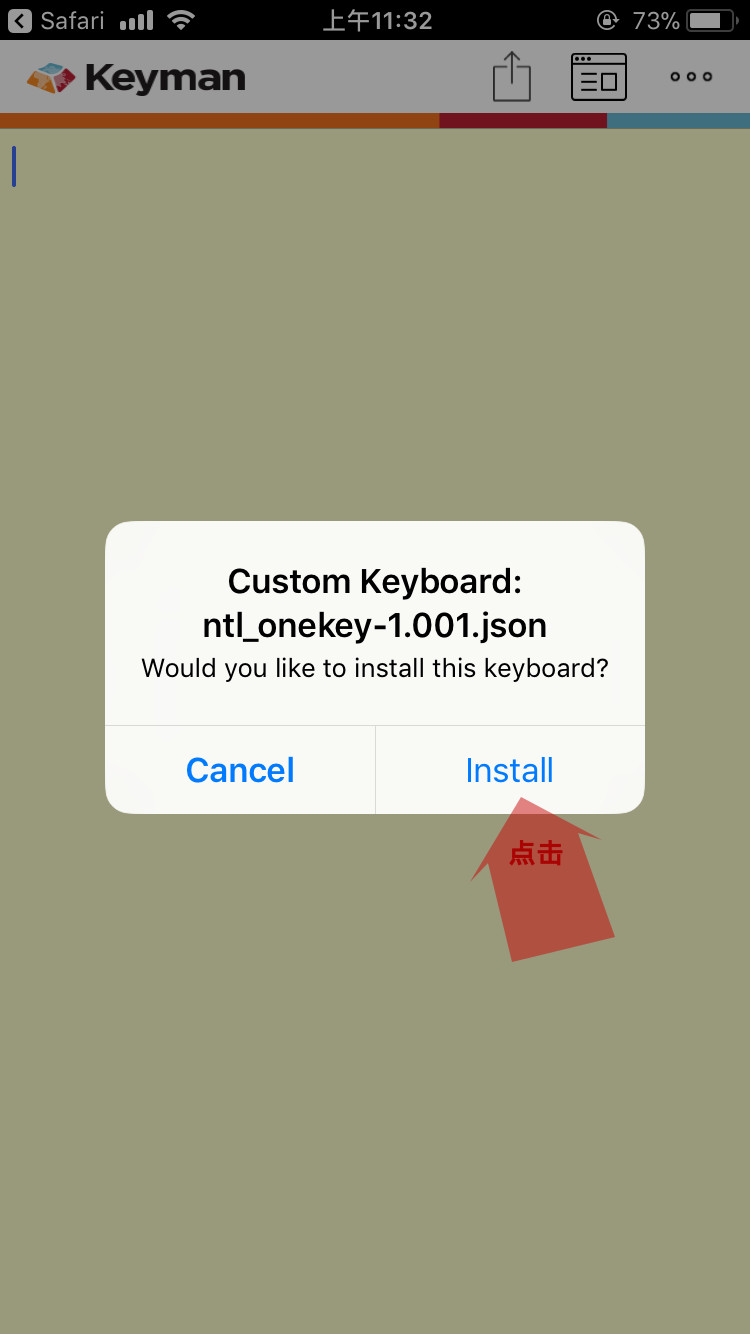 Safari 上午11:32 73%
Keyman
Custom Keyboard:
ntl_onekey-1.001.json
Would you like to install this keyboard?
Cancel Install
点击